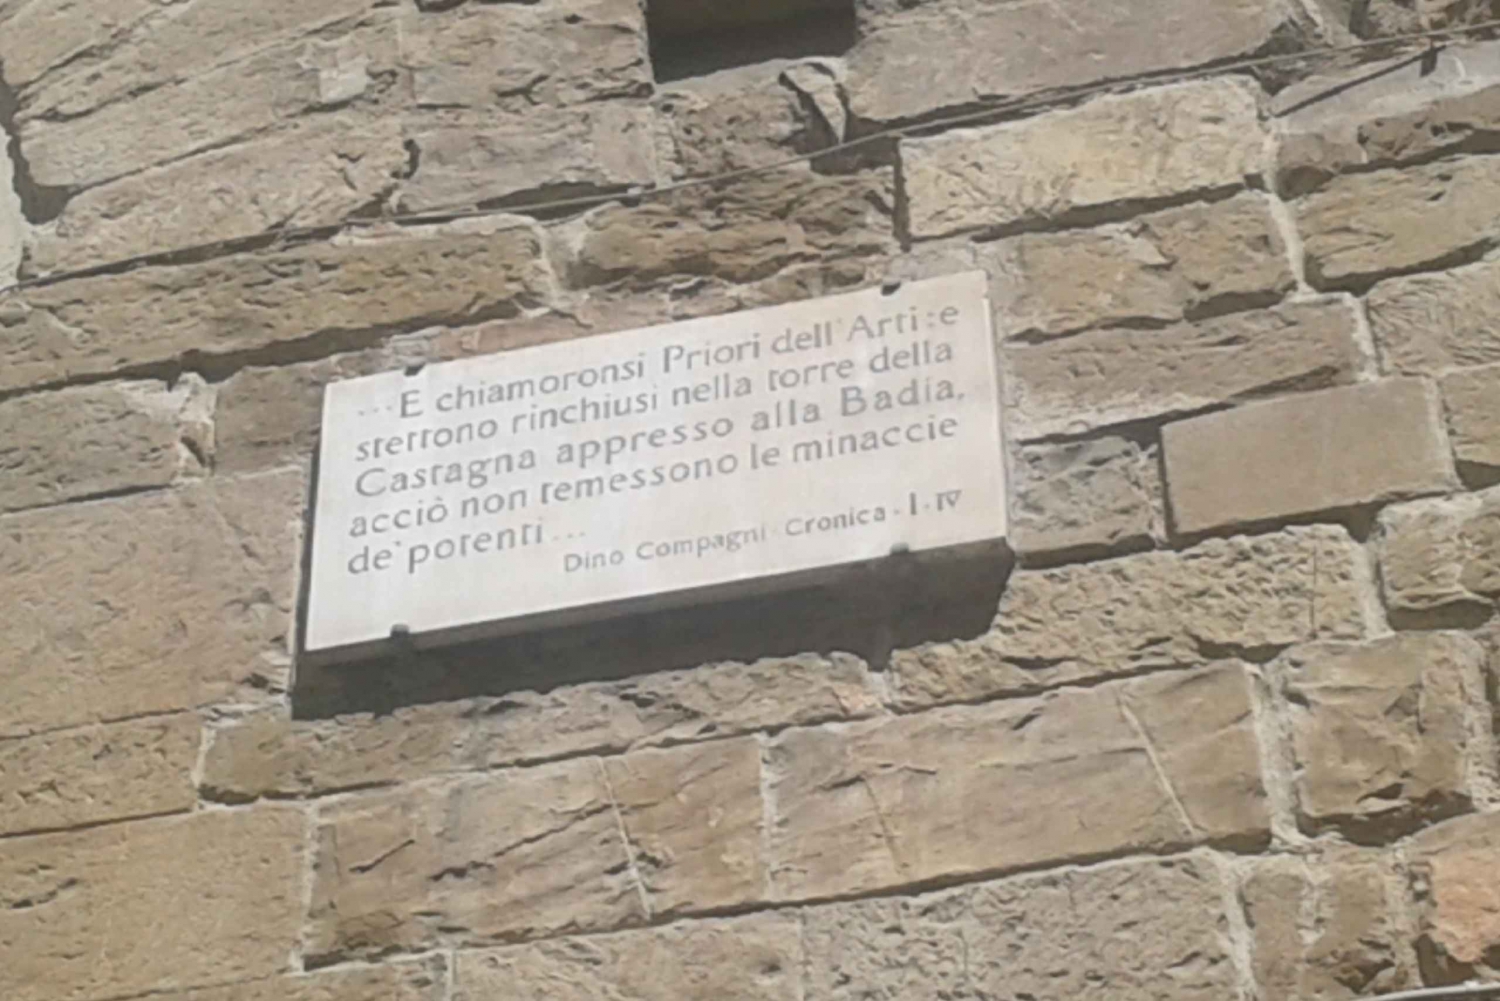 ...E chiamoronsi Priori dell'Arti:e
stettono rinchiusi nella torre della
Castagna appresso alla Badia,
acciò non temessono le minaccie
de'potenti...
Dino Compagni·Cronica·I·IV